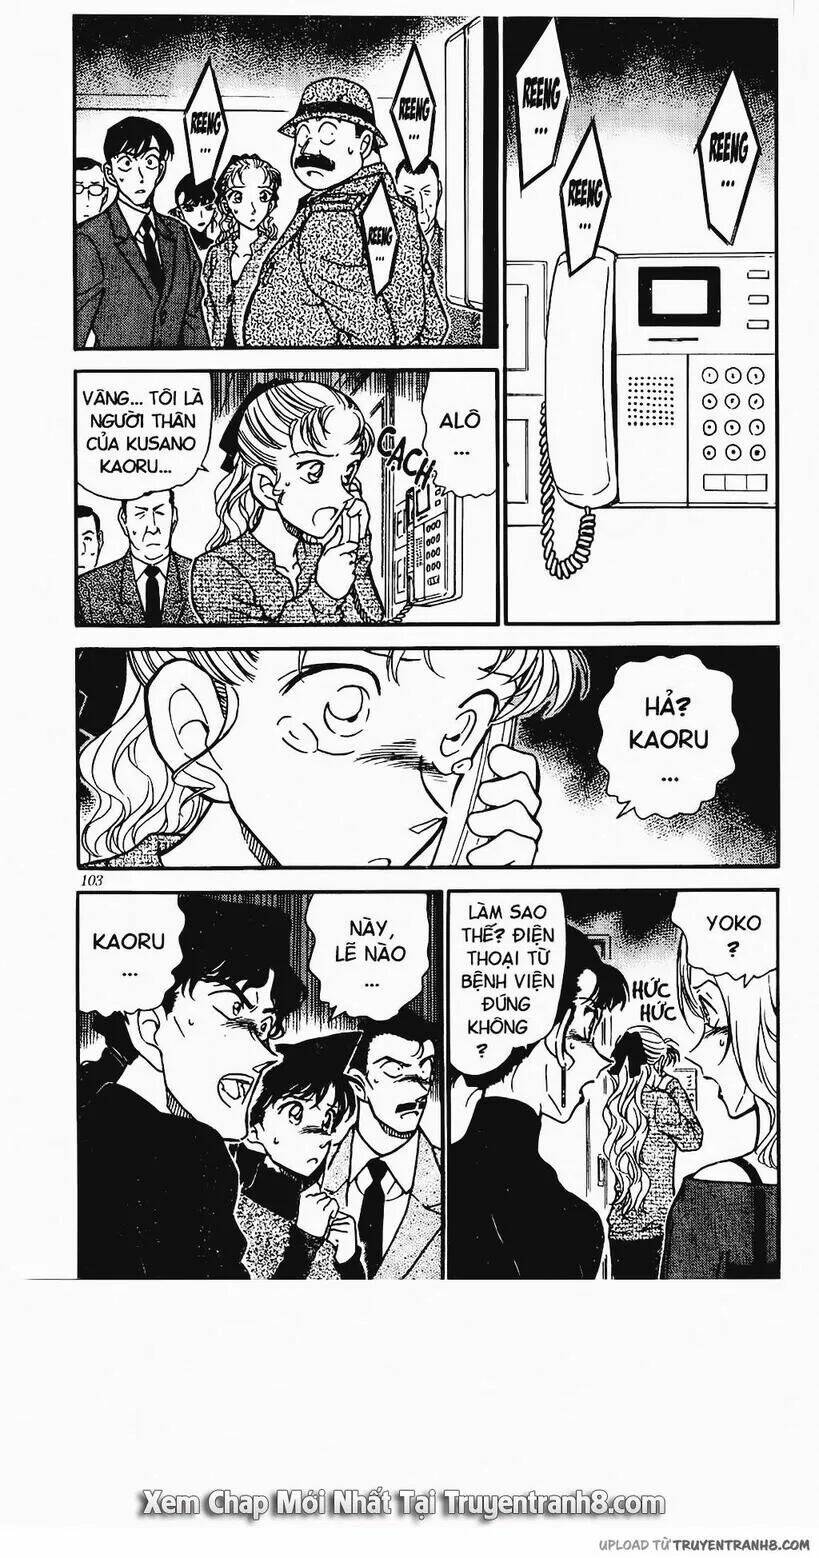 REENG
...
REENG
...
REENG
...
REENG
...
REENG
...
REENG
...
ALÔ
...
CẠCH
VÂNG... TÔI LÀ
NGƯỜI THÂN
CỦA KUSANO
KAORU...
HẢ?
KAORU
...
103
YOKO
?
HỨC
HỨC
LÀM SAO
THẾ? ĐIỆN
THOẠI TỪ
BỆNH VIỆN
ĐÚNG
KHÔNG
?
NÀY,
LẼ NÀO
...
KAORU
...
Xem Chap Mới Nhất Tại Truyentranh8.com
UPLOAD TỪ TRUYENTRANH8.COM